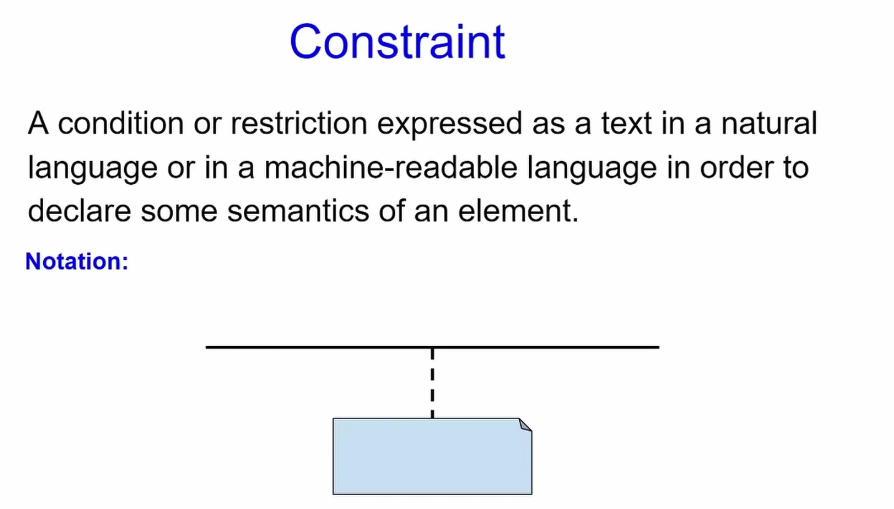 Constraint
A condition or restriction expressed as a text in a natural
language or in a machine-readable language in order to
declare some semantics of an element.
Notation: